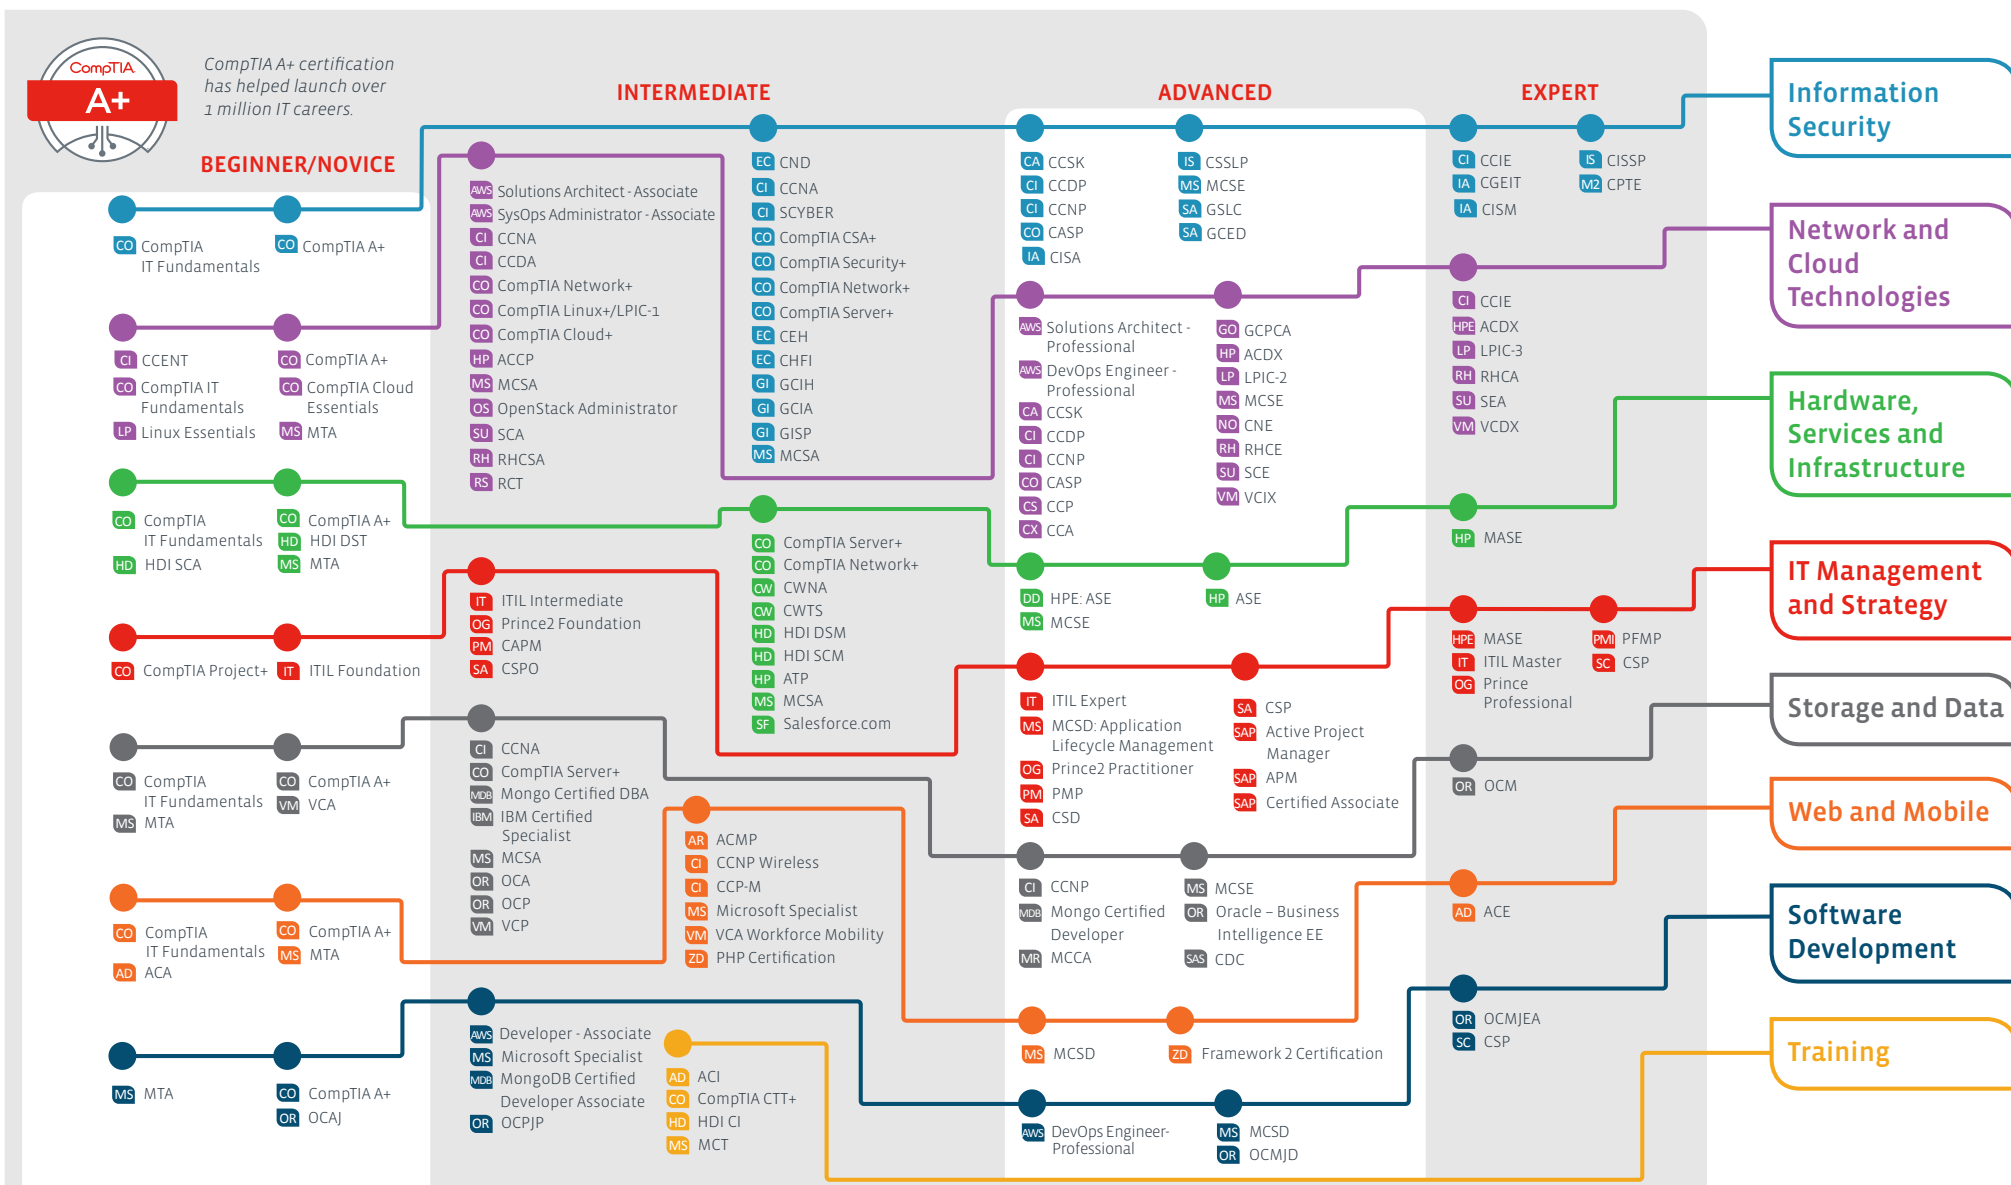 CompTIA
A+
CompTIA A+ certification
has helped launch over
1 million IT careers.
BEGINNER/NOVICE
INTERMEDIATE
ADVANCED
EXPERT
Information
Security
CO CompTIA
IT Fundamentals
CO CompTIA A+
EC CND
CI CCNA
CI SCYBER
CO CompTIA CSA+
CO CompTIA Security+
CO CompTIA Network+
CO CompTIA Server+
EC CEH
EC CHFI
GI GCIH
GI GCIA
GI GISP
MS MCSA
CA CCSK
CI CCDP
CI CCNP
CO CASP
IA CISA
IS CSSLP
MS MCSE
SA GSLC
SA GCED
CI CCIE
IA CGEIT
IA CISM
IS CISSP
M2 CPTE
Network and
Cloud
Technologies
CI CCENT
CO CompTIA IT
Fundamentals
LP Linux Essentials
CO CompTIA A+
CO CompTIA Cloud
Essentials
MS MTA
AWS Solutions Architect - Associate
AWS SysOps Administrator - Associate
CI CCNA
CI CCDA
CO CompTIA Network+
CO CompTIA Linux+/LPIC-1
CO CompTIA Cloud+
HP ACCP
MS MCSA
OS OpenStack Administrator
SU SCA
RH RHCSA
RS RCT
AWS Solutions Architect -
Professional
AWS DevOps Engineer -
Professional
CA CCSK
CI CCDP
CI CCNP
CO CASP
CS CCP
CX CCA
GO GCPCA
HP ACDX
LP LPIC-2
MS MCSE
NO CNE
RH RHCE
SU SCE
VM VCIX
CI CCIE
HPE ACDX
LP LPIC-3
RH RHCA
SU SEA
VM VCDX
Hardware,
Services and
Infrastructure
CO CompTIA
IT Fundamentals
HD HDI SCA
CO CompTIA A+
HD HDI DST
MS MTA
CO CompTIA Server+
CO CompTIA Network+
CW CWNA
CW CWTS
HD HDI DSM
HD HDI SCM
HP ATP
MS MCSA
SF Salesforce.com
DD HPE: ASE
MS MCSE
HP ASE
HP MASE
IT Management
and Strategy
CO CompTIA Project+
IT ITIL Foundation
IT ITIL Intermediate
OG Prince2 Foundation
PM CAPM
SA CSPO
IT ITIL Expert
MS MCSD: Application
Lifecycle Management
OG Prince2 Practitioner
PM PMP
SA CSD
SA CSP
SAP Active Project
Manager
SAP APM
SAP Certified Associate
HPE MASE
IT ITIL Master
OG Prince
Professional
PMI PFMP
SC CSP
Storage and Data
CO CompTIA
IT Fundamentals
MS MTA
CO CompTIA A+
VM VCA
CI CCNA
CO CompTIA Server+
MDB Mongo Certified DBA
IBM IBM Certified
Specialist
MS MCSA
OR OCA
OR OCP
VM VCP
CI CCNP
MDB Mongo Certified
Developer
MR MCCA
MS MCSE
OR Oracle – Business
Intelligence EE
SAS CDC
OR OCM
Web and Mobile
CO CompTIA
IT Fundamentals
AD ACA
CO CompTIA A+
MS MTA
AR ACMP
CI CCNP Wireless
CI CCP-M
MS Microsoft Specialist
VM VCA Workforce Mobility
ZD PHP Certification
MS MCSD
ZD Framework 2 Certification
AD ACE
Software
Development
MS MTA
CO CompTIA A+
OR OCAJ
AWS Developer - Associate
MS Microsoft Specialist
MDB MongoDB Certified
Developer Associate
OR OCPJP
AWS DevOps Engineer-
Professional
MS MCSD
OR OCMJD
OR OCMJEA
SC CSP
Training
AD ACI
CO CompTIA CTT+
HD HDI CI
MS MCT